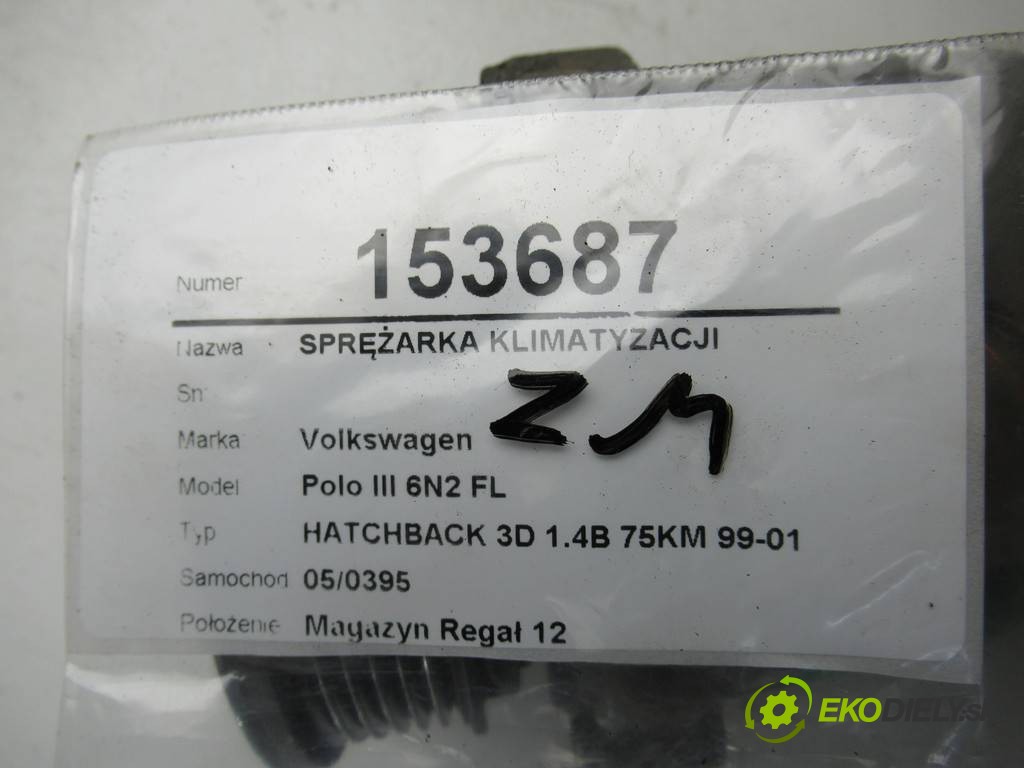 Numer 153687
Nazwa SPRĘŻARKA KLIMATYZACJI
Sn:
ZM
Marka Volkswagen
Model Polo III 6N2 FL
Typ HATCHBACK 3D 1.4B 75KM 99-01
Samochod 05/0395
Położenie Magazyn Regał 12
EKODIELY.sk